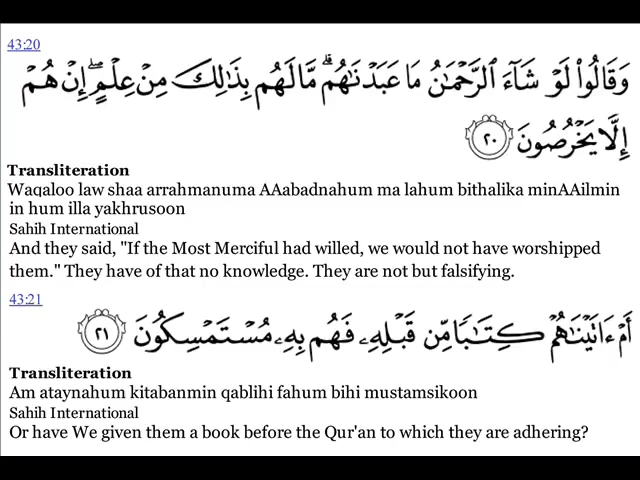 43:20
وَقَالُوا۟ لَوْ شَآءَ ٱلرَّحْمَـٰنُ مَا عَبَدْنَـٰهُم ۗ مَّا لَهُم بِذَٰلِكَ مِنْ عِلْمٍ ۖ إِنْ هُمْ
إِلَّا يَخْرُصُونَ ٢٠
Transliteration
Waqaloo law shaa arrahmanuma AAabadnahum ma lahum bithalika minAAilmin
in hum illa yakhrusoon
Sahih International
And they said, "If the Most Merciful had willed, we would not have worshipped
them." They have of that no knowledge. They are not but falsifying.
43:21
أَمْ ءَاتَيْنَـٰهُمْ كِتَـٰبًا مِّن قَبْلِهِۦ فَهُم بِهِۦ مُسْتَمْسِكُونَ ٢١
Transliteration
Am ataynahum kitabanmin qablihi fahum bihi mustamsikoon
Sahih International
Or have We given them a book before the Qur'an to which they are adhering?